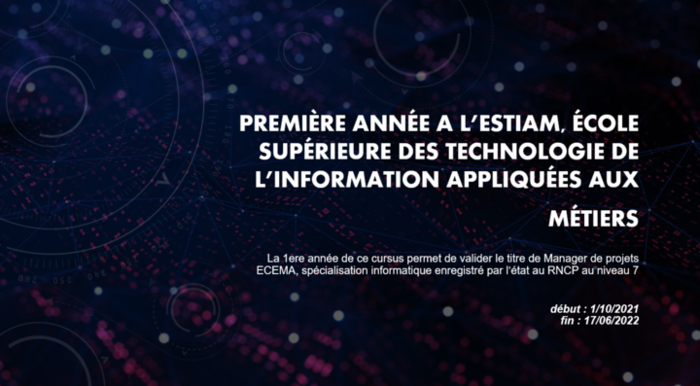 PREMIÈRE ANNÉE A L'ESTIAM, ÉCOLE
SUPÉRIEURE DES TECHNOLOGIE DE
L'INFORMATION APPLIQUÉES AUX
MÉTIERS
La 1ere année de ce cursus permet de valider le titre de Manager de projets
ECEMA, spécialisation informatique enregistré par l'état au RNCP au niveau 7
début : 1/10/2021
fin : 17/06/2022